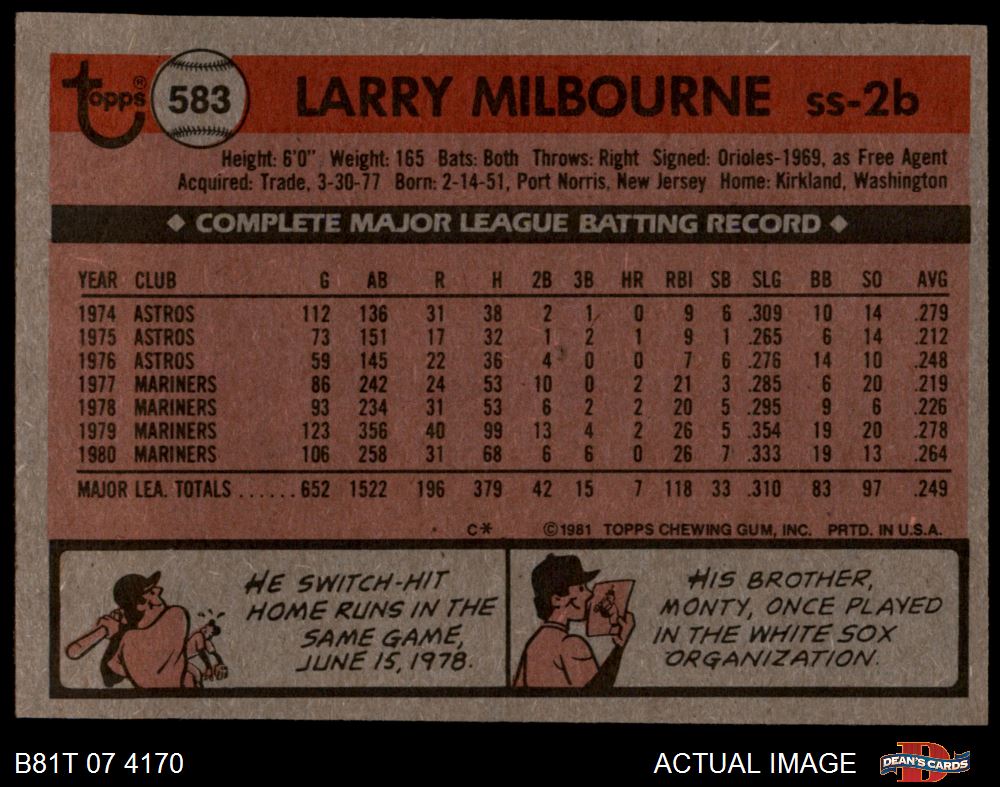 topps® 583 LARRY MILBOURNE ss-2b
Height: 6'0" Weight: 165 Bats: Both Throws: Right Signed: Orioles-1969, as Free Agent
Acquired: Trade, 3-30-77 Born: 2-14-51, Port Norris, New Jersey Home: Kirkland, Washington
◆ COMPLETE MAJOR LEAGUE BATTING RECORD ◆
YEAR CLUB G AB R H 2B 3B HR RBI SB SLG BB SO AVG
1974 ASTROS 112 136 31 38 2 1 0 9 6 .309 10 14 .279
1975 ASTROS 73 151 17 32 1 2 1 9 1 .265 6 14 .212
1976 ASTROS 59 145 22 36 4 0 0 7 6 .276 14 10 .248
1977 MARINERS 86 242 24 53 10 0 2 21 3 .285 6 20 .219
1978 MARINERS 93 234 31 53 6 2 2 20 5 .295 9 6 .226
1979 MARINERS 123 356 40 99 13 4 2 26 5 .354 19 20 .278
1980 MARINERS 106 258 31 68 6 6 0 26 7 .333 19 13 .264
MAJOR LEA. TOTALS ...... 652 1522 196 379 42 15 7 118 33 .310 83 97 .249
C* ©1981 TOPPS CHEWING GUM, INC. PRTD. IN U.S.A.
HE SWITCH-HIT
HOME RUNS IN THE
SAME GAME,
JUNE 15, 1978.
HIS BROTHER,
MONTY, ONCE PLAYED
IN THE WHITE SOX
ORGANIZATION.
B81T 07 4170 ACTUAL IMAGE DEAN'S CARDS